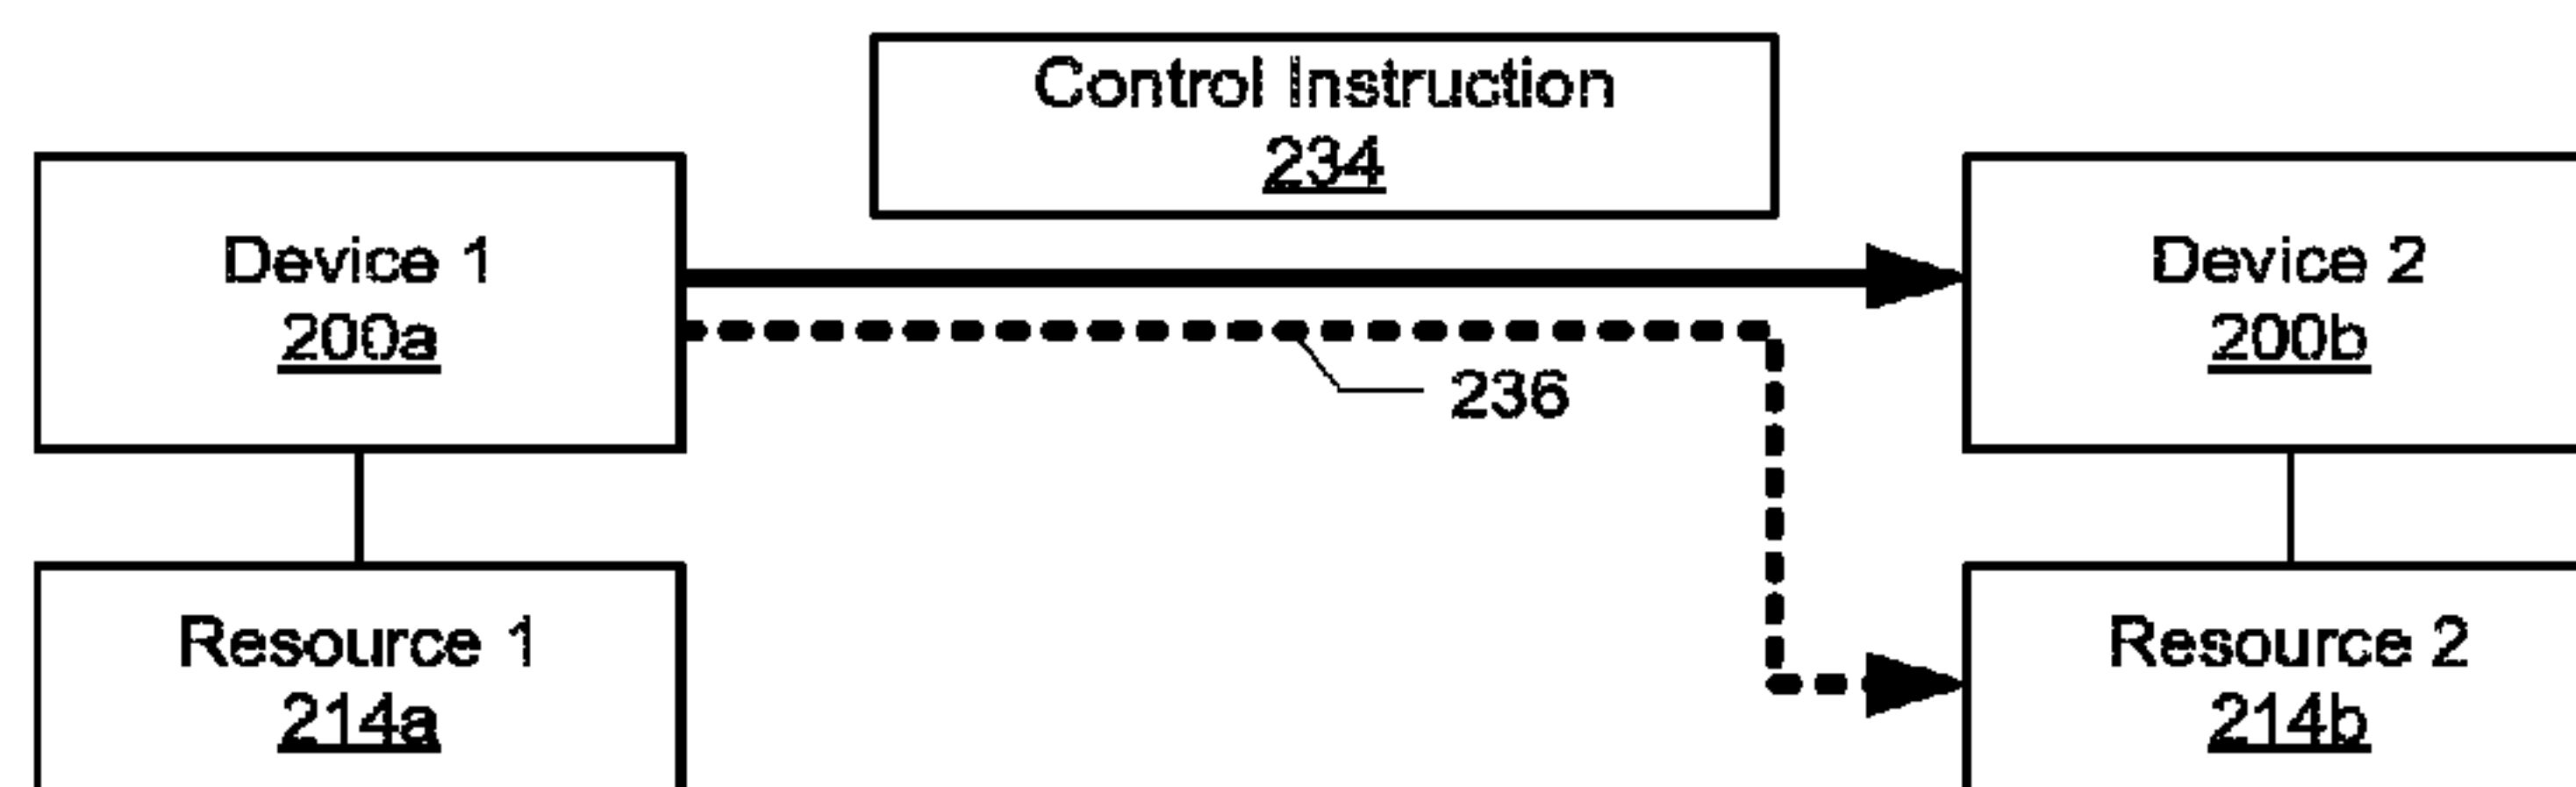 Control Instruction
234
Device 1
200a
Device 2
200b
236
Resource 1
214a
Resource 2
214b